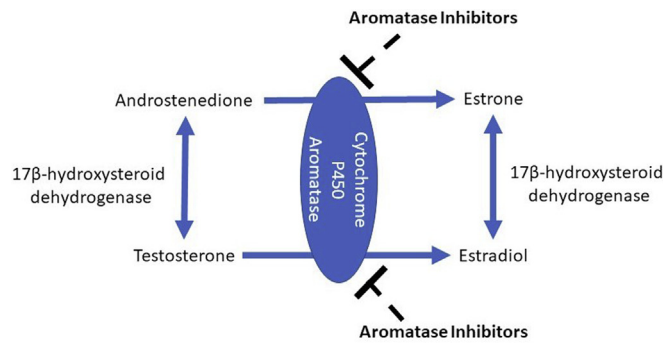 Aromatase Inhibitors
Androstenedione
Estrone
17β-hydroxysteroid
dehydrogenase
Cytochrome
P450
Aromatase
17β-hydroxysteroid
dehydrogenase
Testosterone
Estradiol
Aromatase Inhibitors